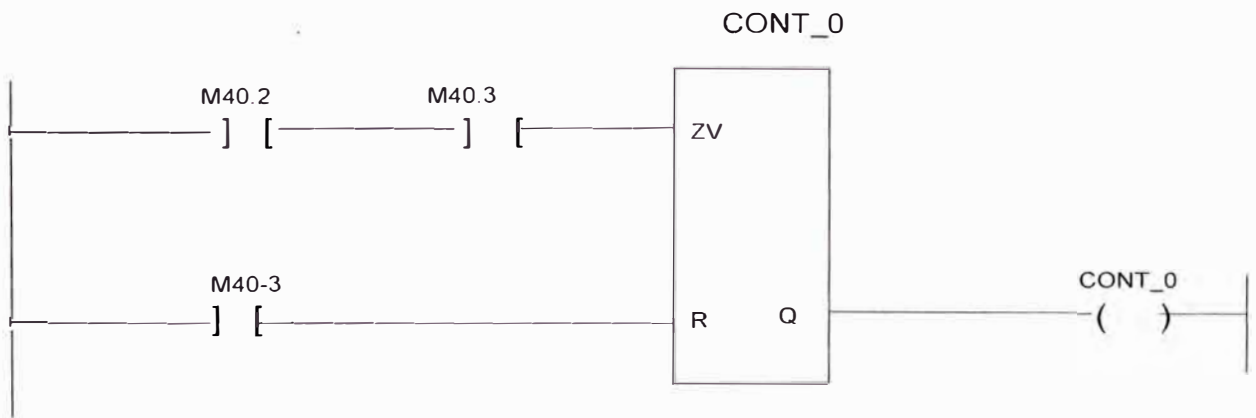 CONT_0
M40.2 M40.3
] [ ] [
ZV
M40-3
CONT_0
] [
R Q
( )